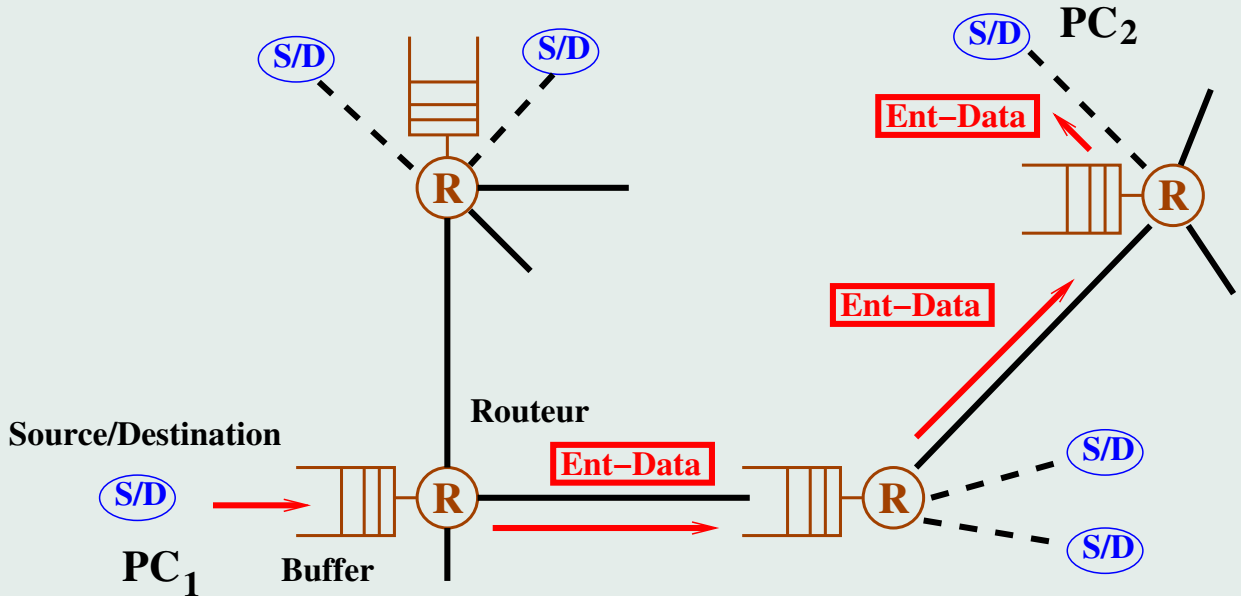 S/D
S/D
S/D
PC2
Ent–Data
R
R
Ent–Data
Routeur
Source/Destination
Ent–Data
S/D
S/D
R
R
S/D
PC1
Buffer